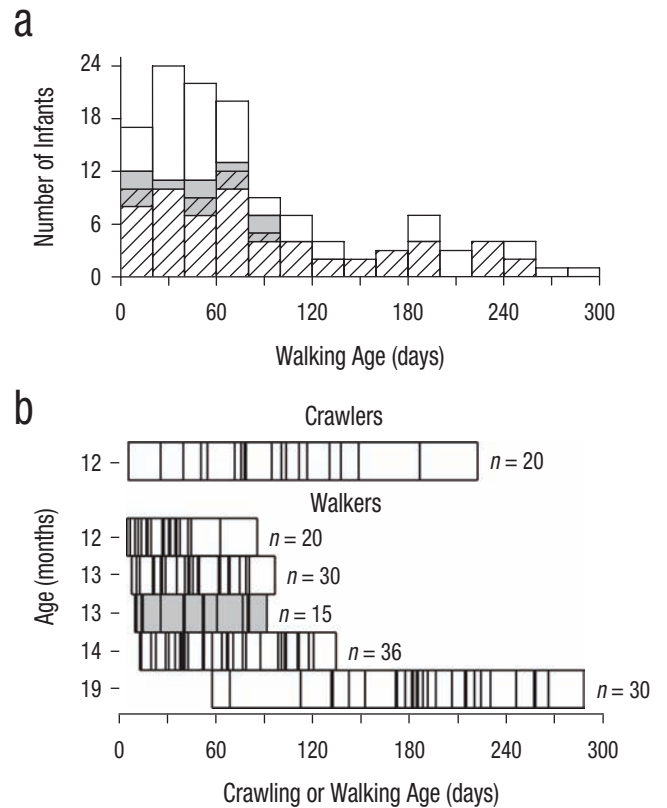 a
Number of Infants
24
18
12
6
0
0 60 120 180 240 300
Walking Age (days)
b
Crawlers
12 n = 20
Walkers
Age (months)
12 n = 20
13 n = 30
13 n = 15
14 n = 36
19 n = 30
0 60 120 180 240 300
Crawling or Walking Age (days)